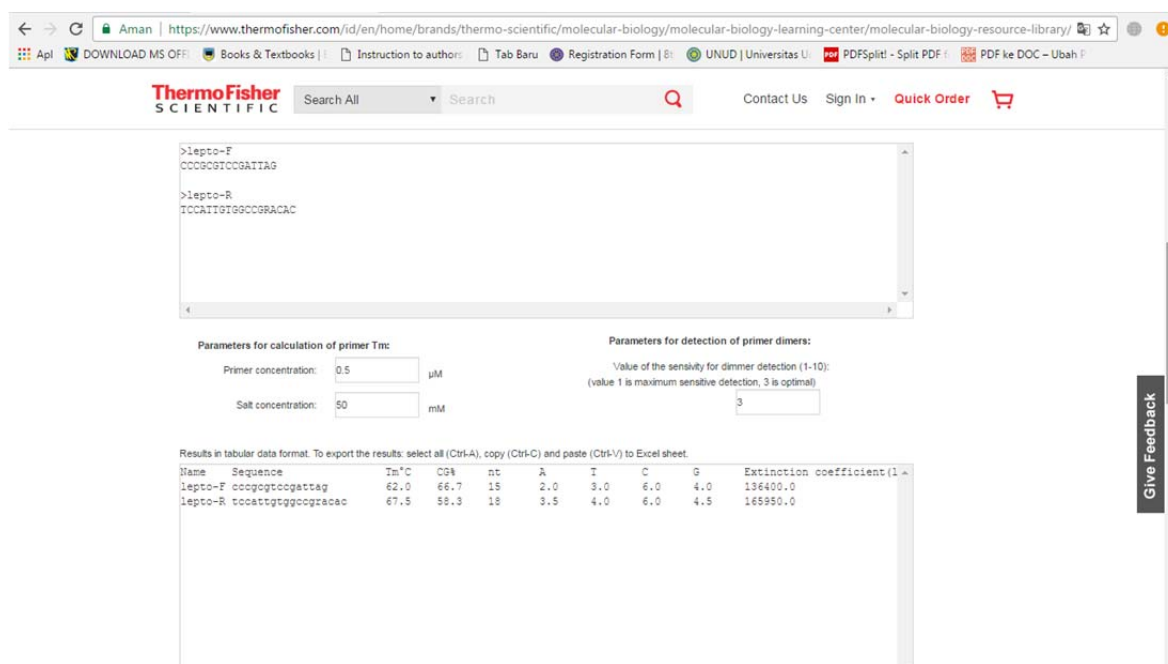 Aman | https://www.thermofisher.com/id/en/home/brands/thermo-scientific/molecular-biology/molecular-biology-learning-center/molecular-biology-resource-library/
Apl DOWNLOAD MS OFF Books & Textbooks | Instruction to authors Tab Baru Registration Form | 8t UNUD | Universitas U PDFSplit! - Split PDF f PDF ke DOC – Ubah P
ThermoFisher
SCIENTIFIC
Search All Search Contact Us Sign In Quick Order
>lepto-F
CCCGCGTCCGATTAG
>lepto-R
TCCATTGTGGCCGRACAC
Parameters for calculation of primer Tm: Parameters for detection of primer dimers:
Primer concentration: 0.5 µM Value of the sensivity for dimmer detection (1-10):
(value 1 is maximum sensitive detection, 3 is optimal)
Salt concentration: 50 mM 3
Give Feedback
Results in tabular data format. To export the results: select all (Ctrl-A), copy (Ctrl-C) and paste (Ctrl-V) to Excel sheet.
Name Sequence Tm°C CG% nt A T C G Extinction coefficient(l
lepto-F cccgcgtccgattag 62.0 66.7 15 2.0 3.0 6.0 4.0 136400.0
lepto-R tccattgtggccgracac 67.5 58.3 18 3.5 4.0 6.0 4.5 165950.0